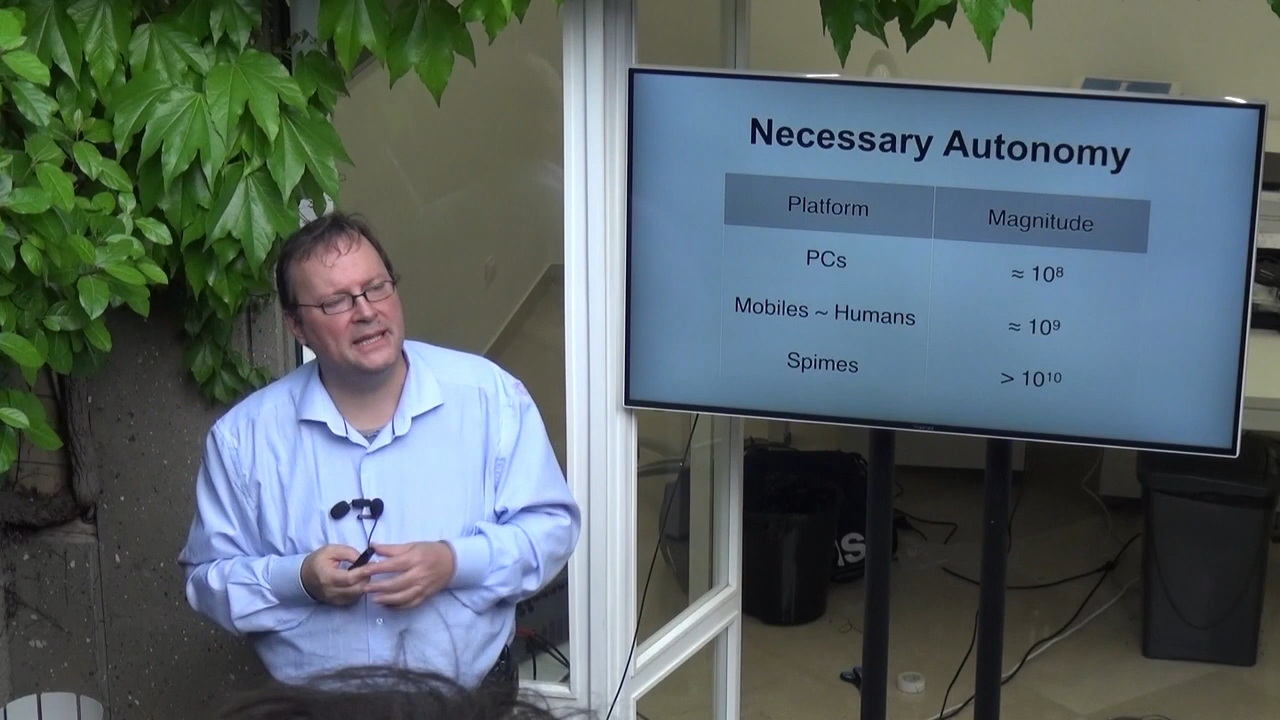 Necessary Autonomy
Platform Magnitude
PCs ≈ 10⁸
Mobiles ~ Humans ≈ 10⁹
Spimes > 10¹⁰